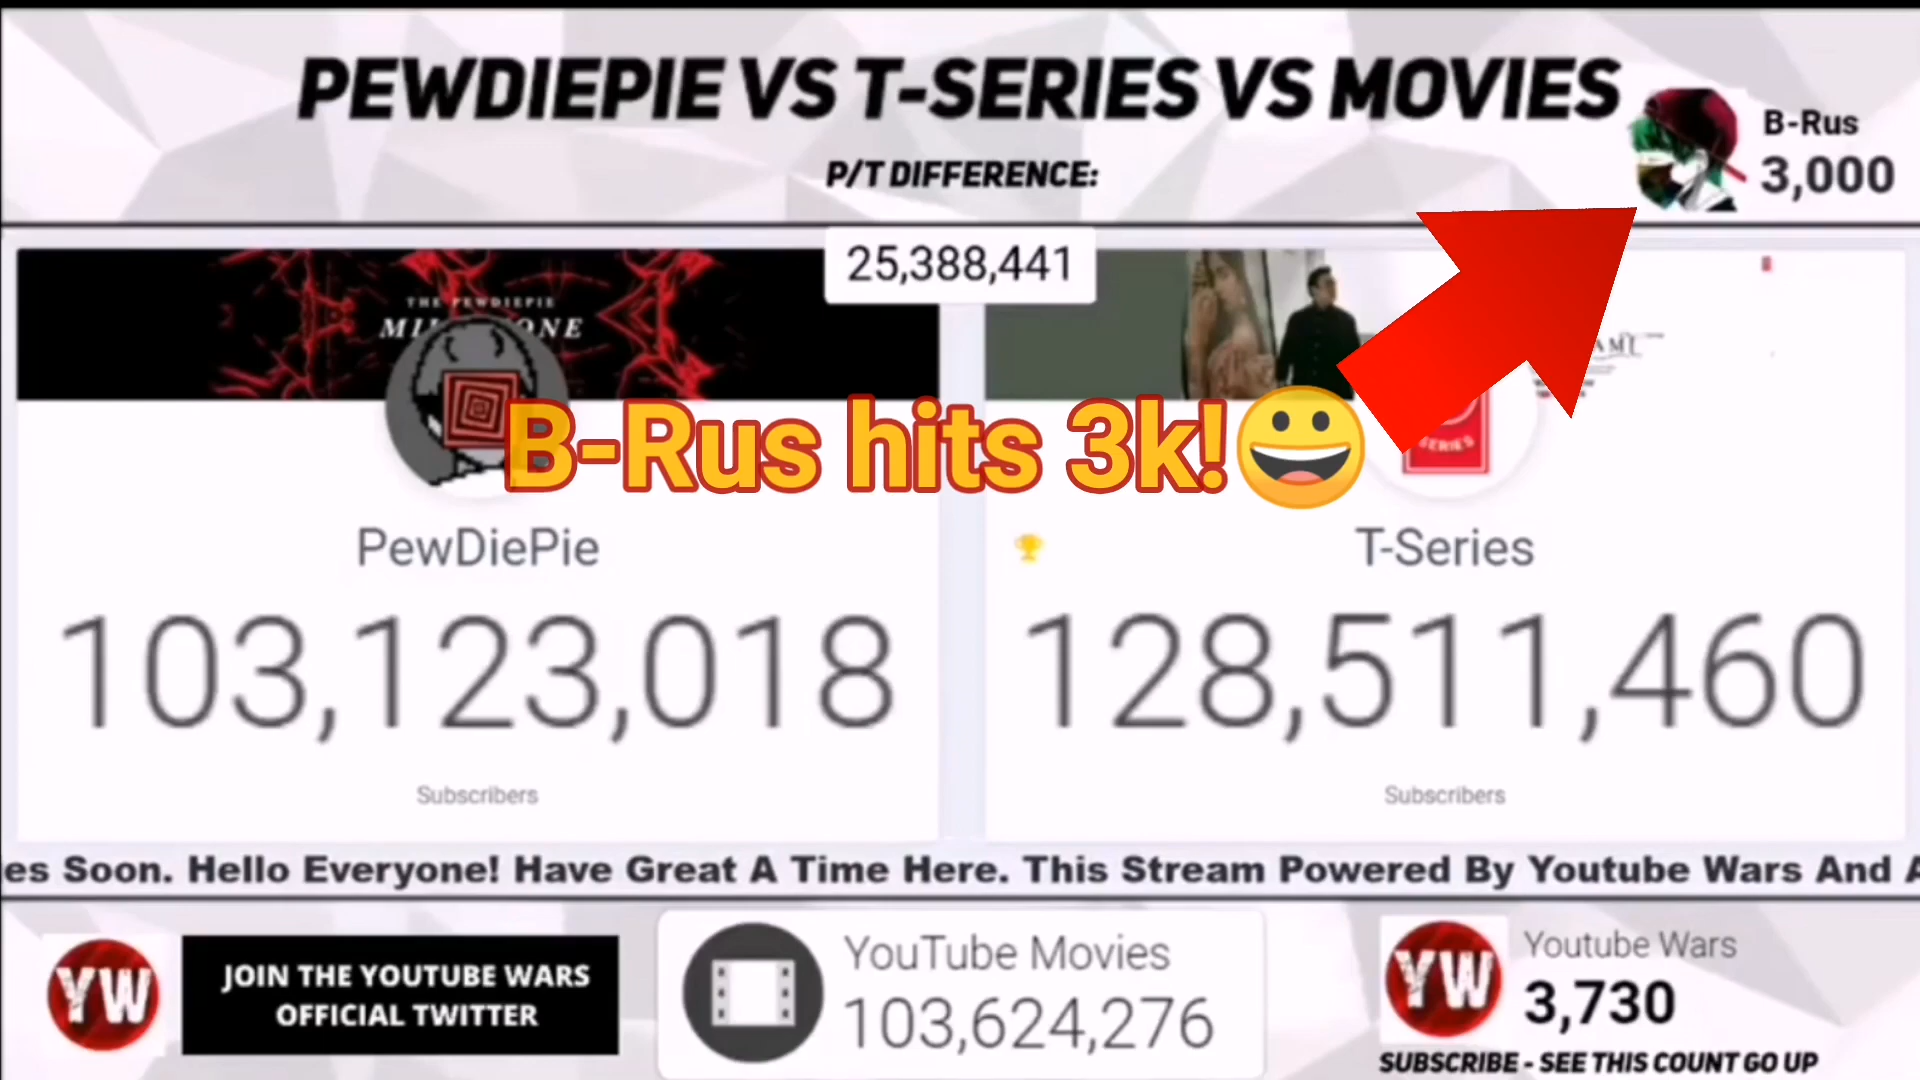 PEWDIEPIE VS T-SERIES VS MOVIES
B-Rus
3,000
P/T DIFFERENCE:
25,388,441
THE PEWDIEPIE
B-Rus hits 3k!😀
SERIES
PewDiePie
T-Series
103,123,018
128,511,460
Subscribers
Subscribers
es Soon. Hello Everyone! Have Great A Time Here. This Stream Powered By Youtube Wars And A
YW
JOIN THE YOUTUBE WARS
OFFICIAL TWITTER
YouTube Movies
103,624,276
YW
Youtube Wars
3,730
SUBSCRIBE - SEE THIS COUNT GO UP